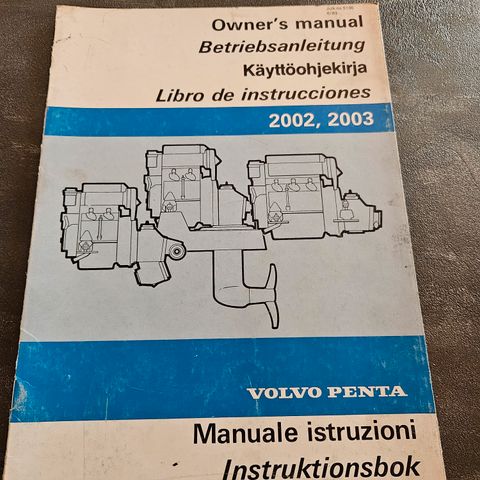 Owner's manual
Betriebsanleitung
Käyttöohjekirja
Libro de instrucciones
2002, 2003
VOLVO PENTA
Manuale istruzioni
Instruktionsbok